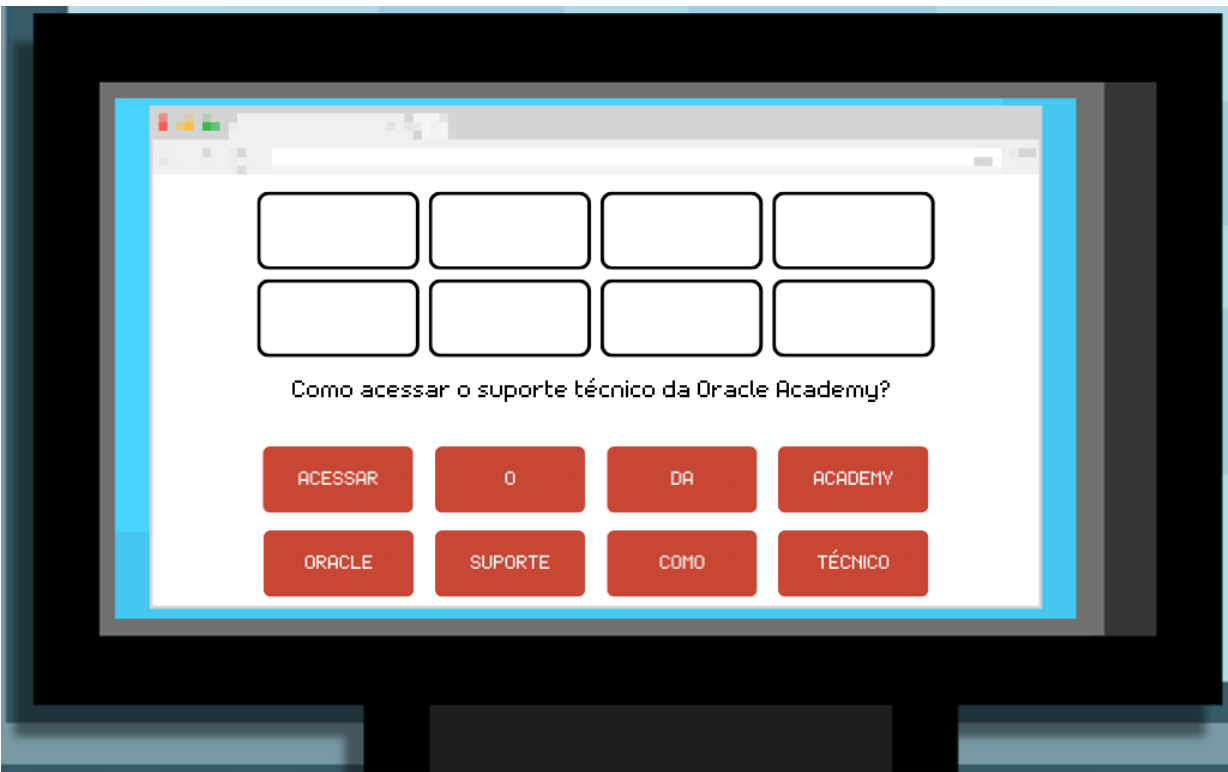 Como acessar o suporte técnico da Oracle Academy?
ACESSAR O DA ACADEMY
ORACLE SUPORTE COMO TÉCNICO